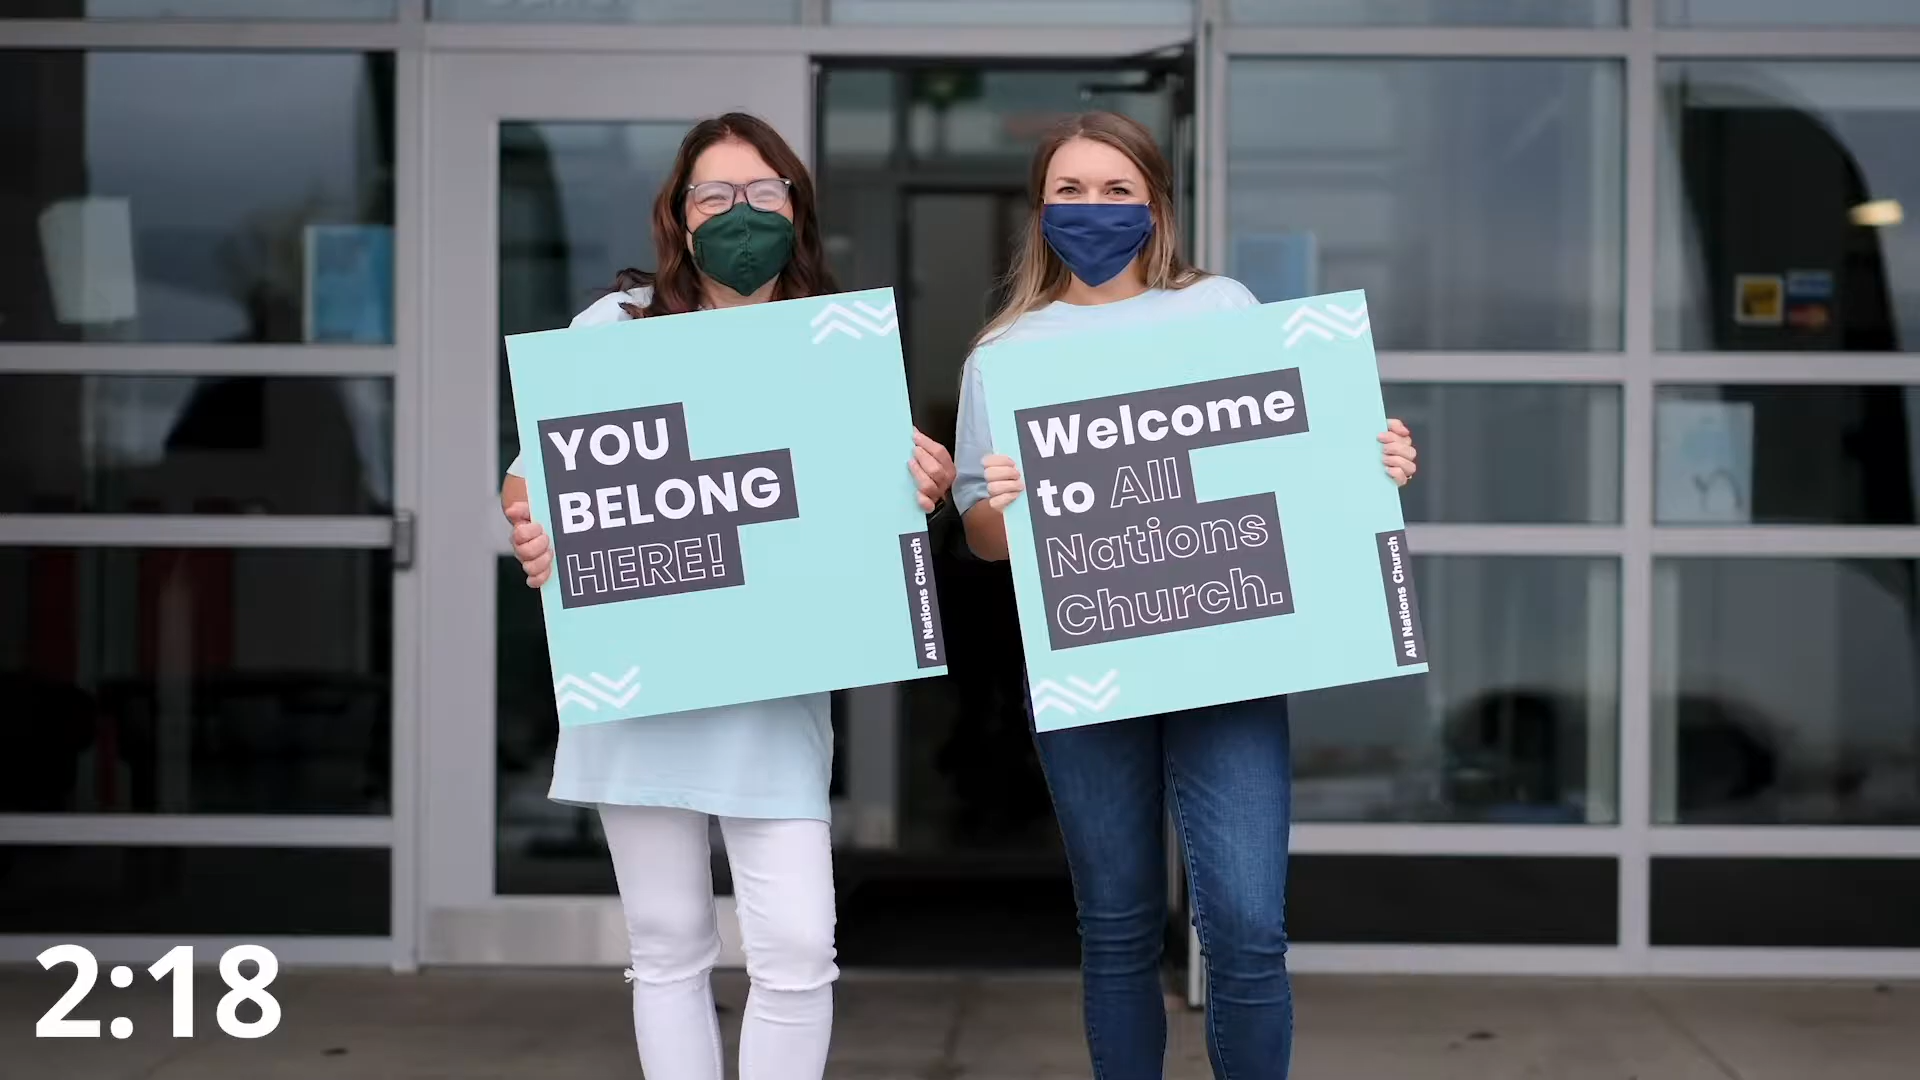 YOU
BELONG
HERE!
All Nations Church
Welcome
to All
Nations
Church.
All Nations Church
2:18